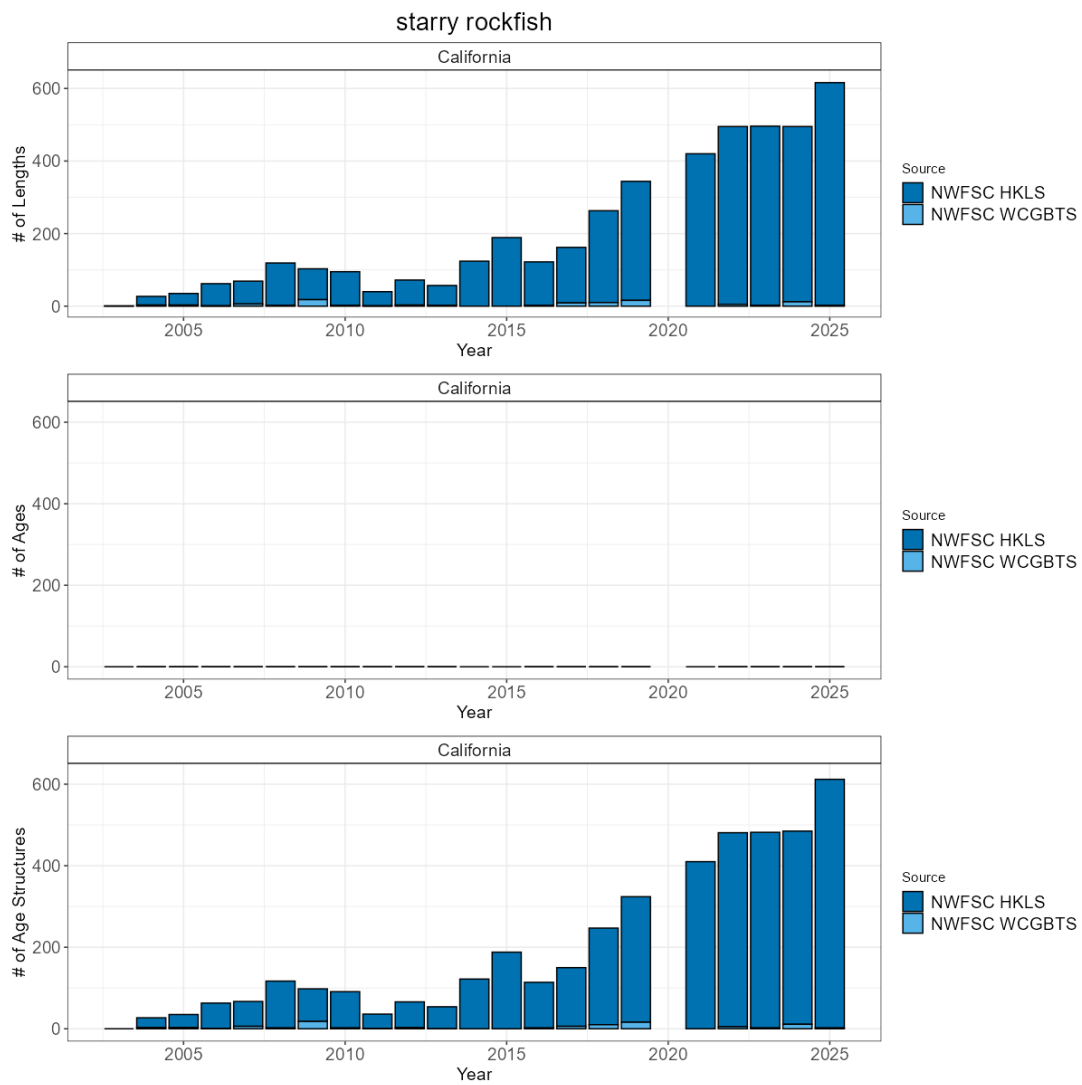 starry rockfish
California
600
400
200
0
# of Lengths
2005 2010 2015 2020 2025
Year
Source
NWFSC HKLS
NWFSC WCGBTS
California
600
400
200
0
# of Ages
2005 2010 2015 2020 2025
Year
Source
NWFSC HKLS
NWFSC WCGBTS
California
600
400
200
0
# of Age Structures
2005 2010 2015 2020 2025
Year
Source
NWFSC HKLS
NWFSC WCGBTS